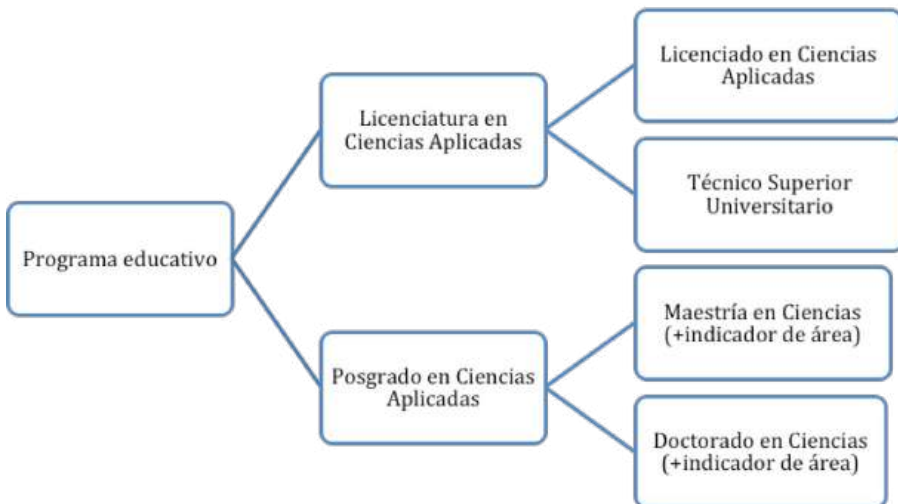 Programa educativo
Licenciatura en
Ciencias Aplicadas
Licenciado en Ciencias
Aplicadas
Técnico Superior
Universitario
Posgrado en Ciencias
Aplicadas
Maestría en Ciencias
(+indicador de área)
Doctorado en Ciencias
(+indicador de área)